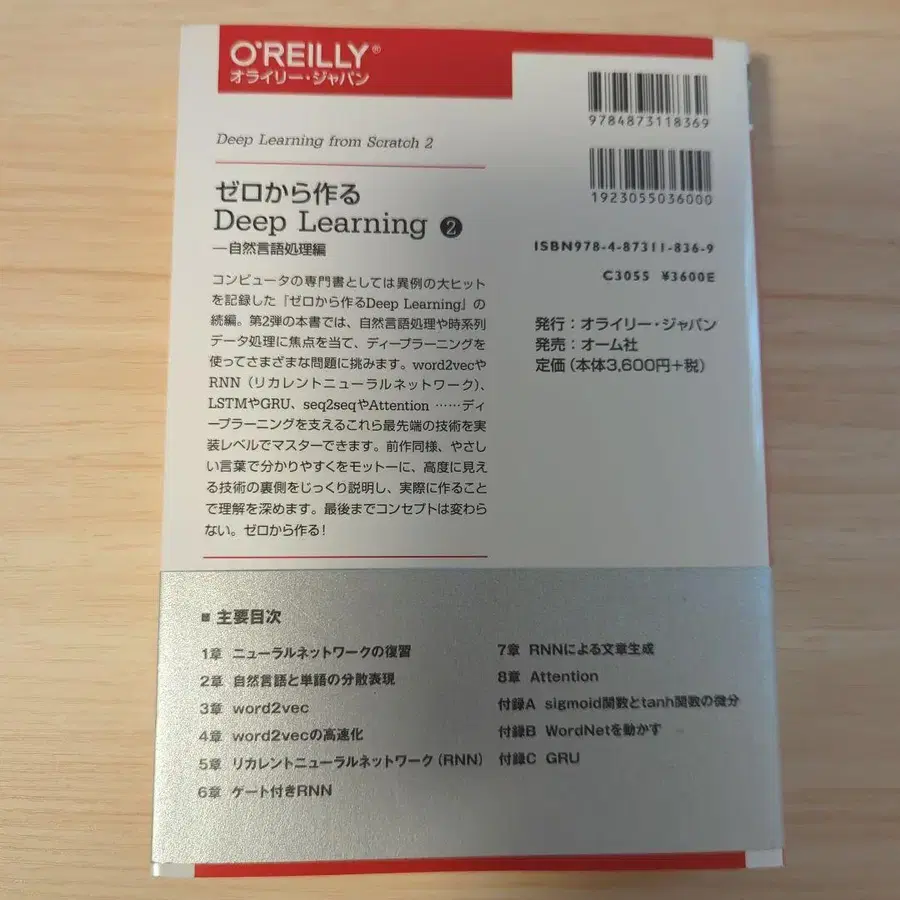 O'REILLY®
オライリー・ジャパン
Deep Learning from Scratch 2
ゼロから作る
Deep Learning ❷
―自然言語処理編
コンピュータの専門書としては異例の大ヒット
を記録した『ゼロから作るDeep Learning』の
続編。第2弾の本書では、自然言語処理や時系列
データ処理に焦点を当て、ディープラーニングを
使ってさまざまな問題に挑みます。word2vecや
RNN（リカレントニューラルネットワーク）、
LSTMやGRU、seq2seqやAttention ……ディ
ープラーニングを支えるこれら最先端の技術を実
装レベルでマスターできます。前作同様、やさし
い言葉で分かりやすくをモットーに、高度に見え
る技術の裏側をじっくり説明し、実際に作ること
で理解を深めます。最後までコンセプトは変わら
ない。ゼロから作る！
9784873118369
1923055036000
ISBN978-4-87311-836-9
C3055 ¥3600E
発行：オライリー・ジャパン
発売：オーム社
定価（本体3,600円＋税）
■ 主要目次
1章 ニューラルネットワークの復習
2章 自然言語と単語の分散表現
3章 word2vec
4章 word2vecの高速化
5章 リカレントニューラルネットワーク（RNN）
6章 ゲート付きRNN
7章 RNNによる文章生成
8章 Attention
付録A sigmoid関数とtanh関数の微分
付録B WordNetを動かす
付録C GRU